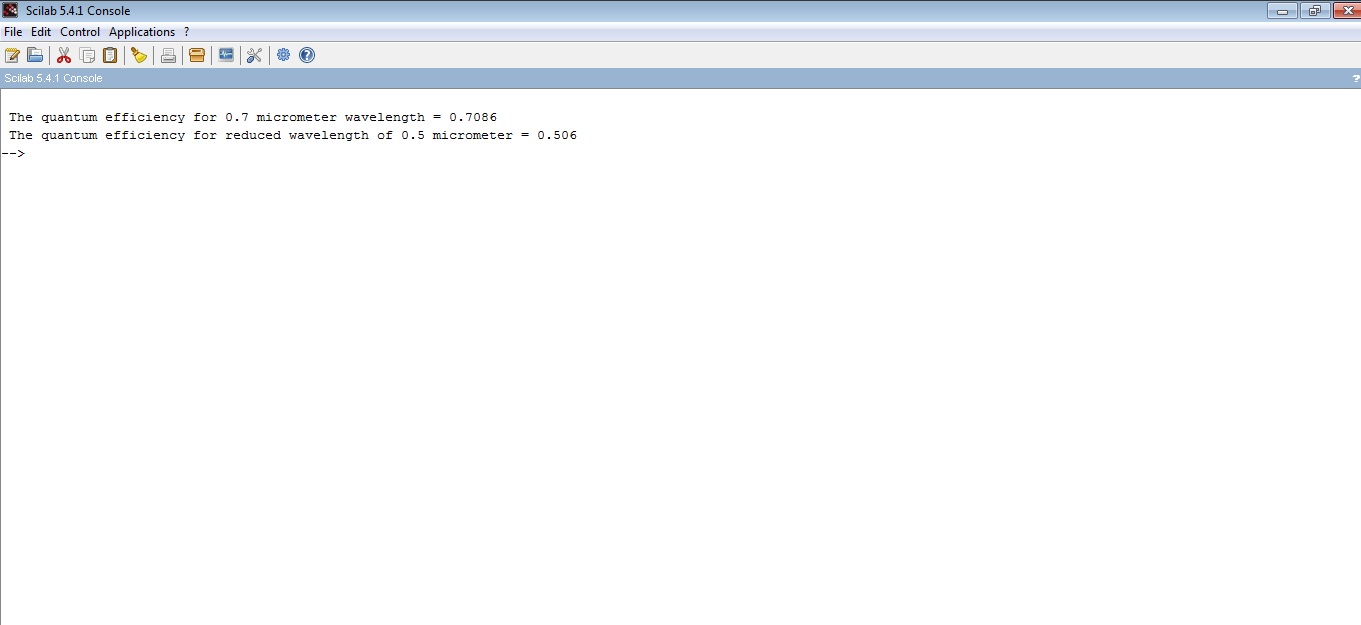 Scilab 5.4.1 Console
File Edit Control Applications ?
Scilab 5.4.1 Console ?
The quantum efficiency for 0.7 micrometer wavelength = 0.7086
The quantum efficiency for reduced wavelength of 0.5 micrometer = 0.506
-->